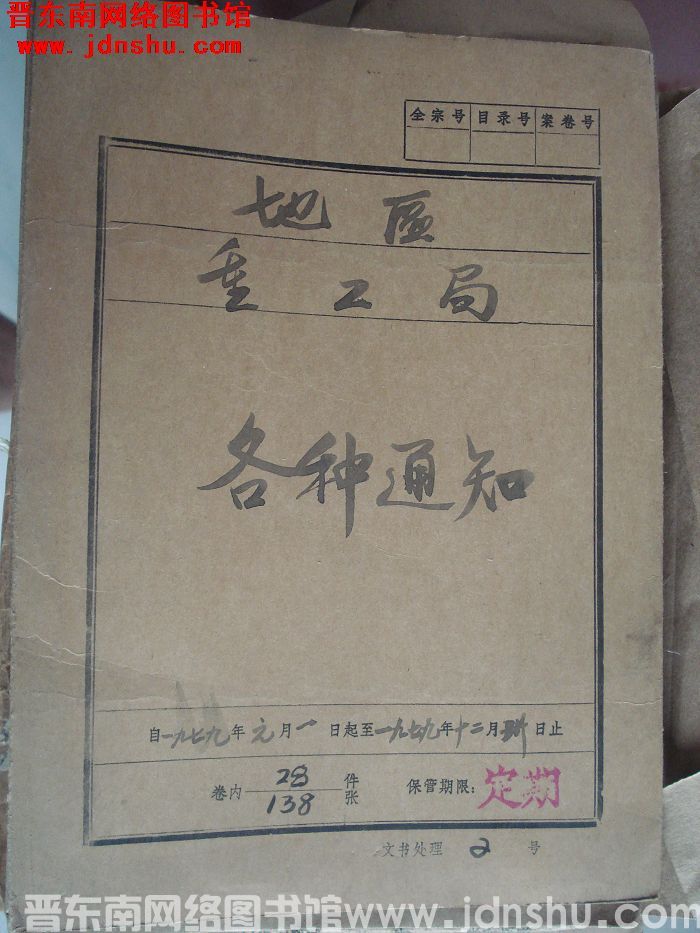 晋东南网络图书馆
www.jdnshu.com
全宗号 目录号 案卷号
地区
重工局
各种通知
自一九七九年元月一日起至一九七九年十二月 日止
卷内 28 件
138 张
保管期限: 定期
文书处理 2 号
晋东南网络图书馆www.jdnshu.com